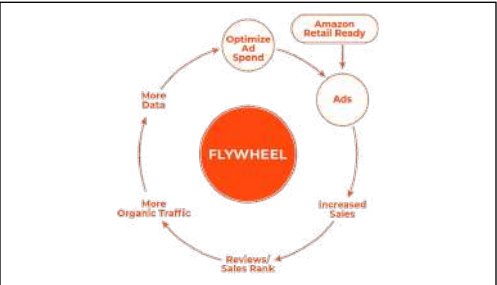 Amazon
Retail Ready
Optimize
Ad
Spend
Ads
More
Data
FLYWHEEL
Increased
Sales
More
Organic Traffic
Reviews/
Sales Rank